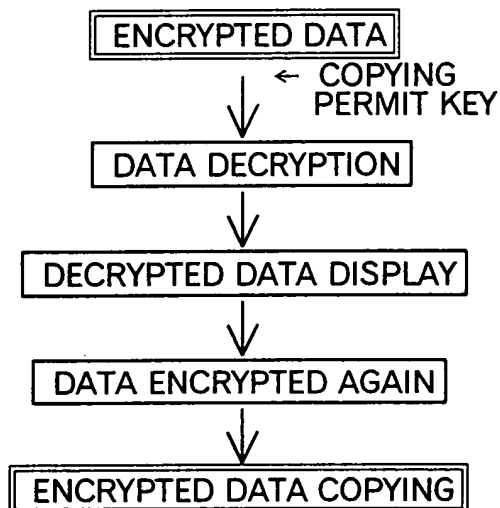 ENCRYPTED DATA
← COPYING
PERMIT KEY
DATA DECRYPTION
DECRYPTED DATA DISPLAY
DATA ENCRYPTED AGAIN
ENCRYPTED DATA COPYING